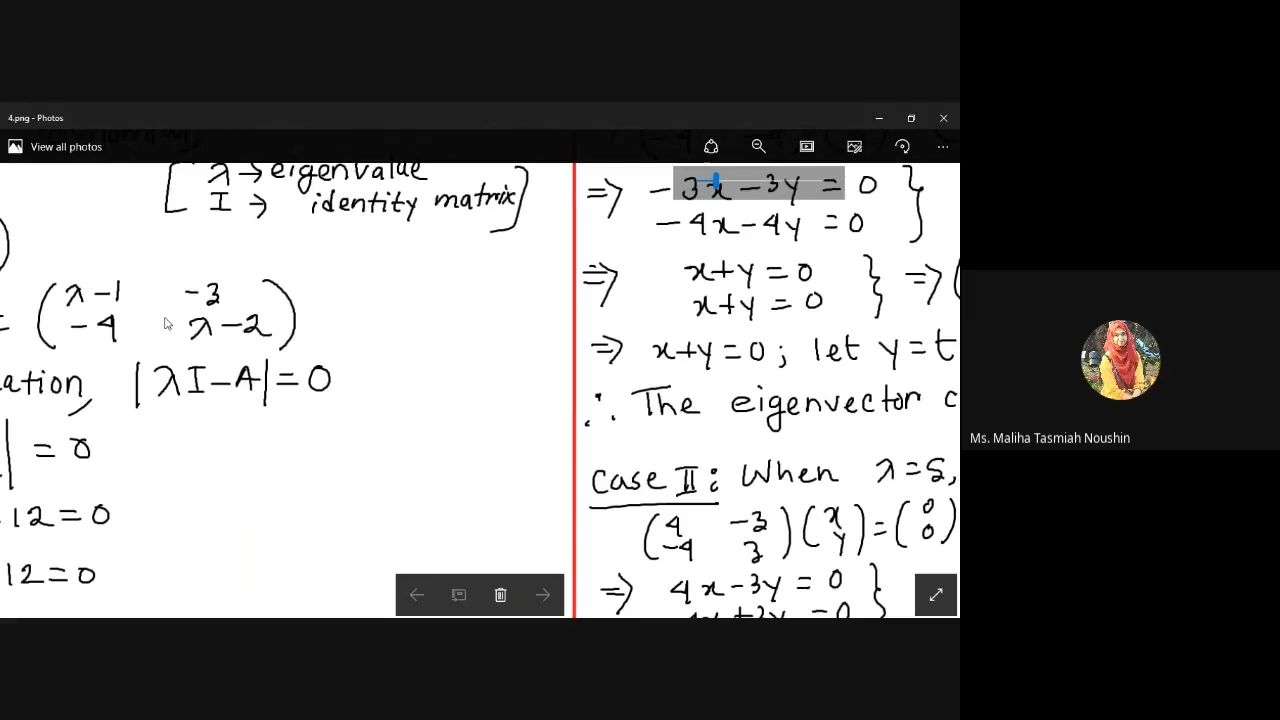 4.png - Photos
View all photos
[ λ → eigenvalue
I → identity matrix ]
= ( λ-1 -3
-4 λ-2 )
ation, |λI-A| = 0
| = 0
12 = 0
12 = 0
=> -3x - 3y = 0 }
-4x - 4y = 0
=> x+y = 0 } => (
x+y = 0
=> x+y = 0 ; let y = t
∴ The eigenvector c
Case II : When λ = 5,
( 4 -3 ) ( x ) = ( 0 )
-4 3 y 0
=> 4x - 3y = 0 }
= 0
Ms. Maliha Tasmiah Noushin